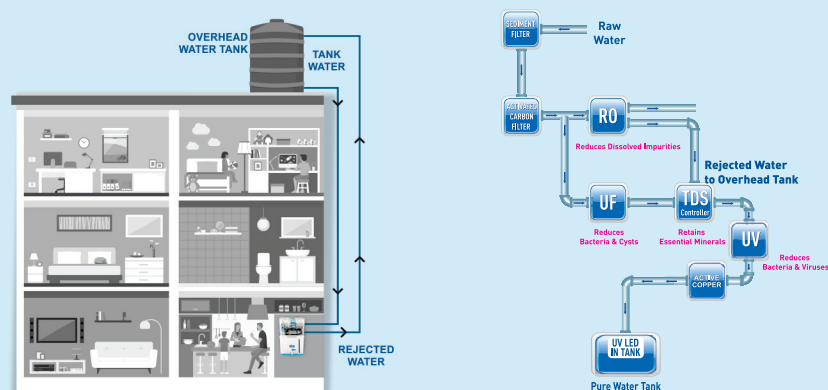 OVERHEAD
WATER TANK
TANK
WATER
REJECTED
WATER
SEDIMENT
FILTER
Raw
Water
ACTIVATED
CARBON
FILTER
RO
Reduces Dissolved Impurities
Rejected Water
to Overhead Tank
UF
Reduces
Bacteria & Cysts
TDS
Controller
Retains
Essential Minerals
UV
Reduces
Bacteria & Viruses
ACTIVE
COPPER
UV LED
IN TANK
Pure Water Tank